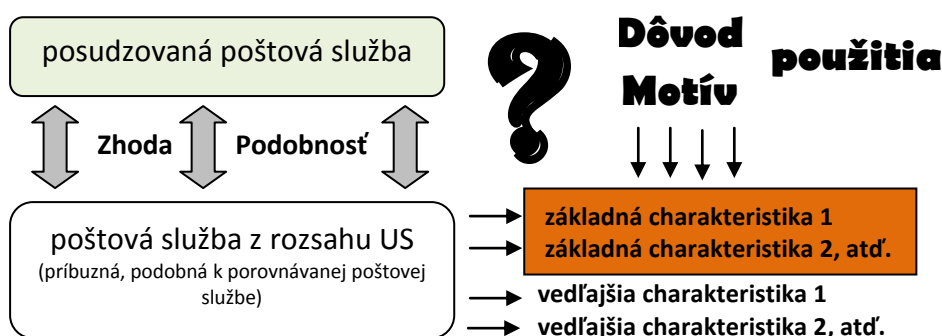 posudzovaná poštová služba
?
Dôvod
Motív
použitia
Zhoda
Podobnosť
poštová služba z rozsahu US
(príbuzná, podobná k porovnávanej poštovej
službe)
základná charakteristika 1
základná charakteristika 2, atď.
vedľajšia charakteristika 1
vedľajšia charakteristika 2, atď.